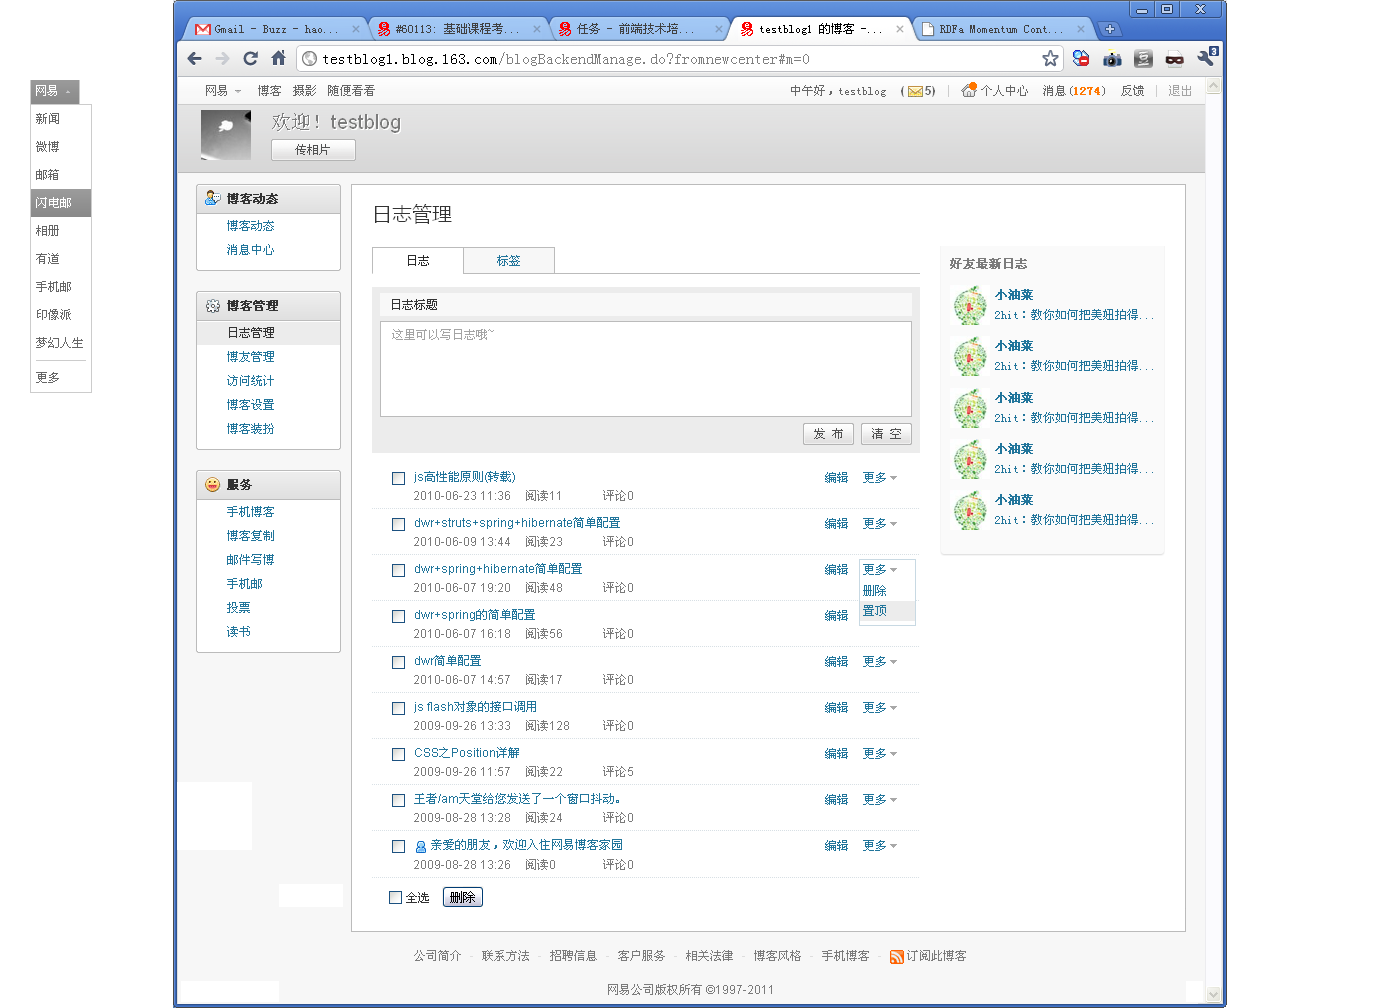 网易
新闻
微博
邮箱
闪电邮
相册
有道
手机邮
印像派
梦幻人生
更多
Gmail - Buzz - hao...
#60113: 基础课程考...
任务 - 前端技术培...
testblog1 的博客 -...
RDFa Momentum Cont...
testblog1.blog.163.com/blogBackendManage.do?fromnewcenter#m=0
网易 博客 摄影 随便看看
中午好，testblog (5) 个人中心 消息(1274) 反馈 退出
欢迎！testblog
传相片
博客动态
博客动态
消息中心
博客管理
日志管理
博友管理
访问统计
博客设置
博客装扮
服务
手机博客
博客复制
邮件写博
手机邮
投票
读书
日志管理
日志 标签
日志标题
这里可以写日志哦~
发 布 清 空
js高性能原则(转载) 编辑 更多
2010-06-23 11:36 阅读11 评论0
dwr+struts+spring+hibernate简单配置 编辑 更多
2010-06-09 13:44 阅读23 评论0
dwr+spring+hibernate简单配置 编辑 更多
2010-06-07 19:20 阅读48 评论0
删除
置顶
dwr+spring的简单配置 编辑
2010-06-07 16:18 阅读56 评论0
dwr简单配置 编辑 更多
2010-06-07 14:57 阅读17 评论0
js flash对象的接口调用 编辑 更多
2009-09-26 13:33 阅读128 评论0
CSS之Position详解 编辑 更多
2009-09-26 11:57 阅读22 评论5
王者/am天堂给您发送了一个窗口抖动。 编辑 更多
2009-08-28 13:28 阅读24 评论0
亲爱的朋友，欢迎入住网易博客家园 编辑 更多
2009-08-28 13:26 阅读0 评论0
全选 删除
好友最新日志
小油菜
2hit：教你如何把美妞拍得...
小油菜
2hit：教你如何把美妞拍得...
小油菜
2hit：教你如何把美妞拍得...
小油菜
2hit：教你如何把美妞拍得...
小油菜
2hit：教你如何把美妞拍得...
公司简介 - 联系方法 - 招聘信息 - 客户服务 - 相关法律 - 博客风格 - 手机博客 - 订阅此博客
网易公司版权所有 ©1997-2011